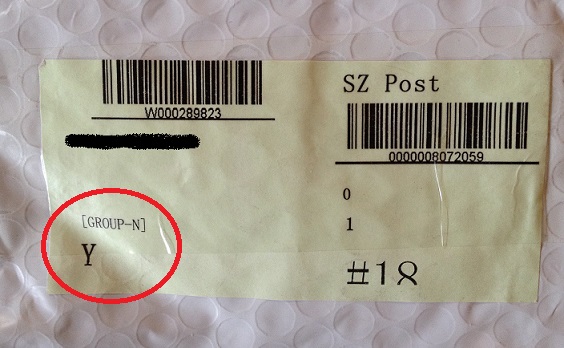 W000289823
[GROUP-N]
Y
SZ Post
0000008072059
0
1
#18